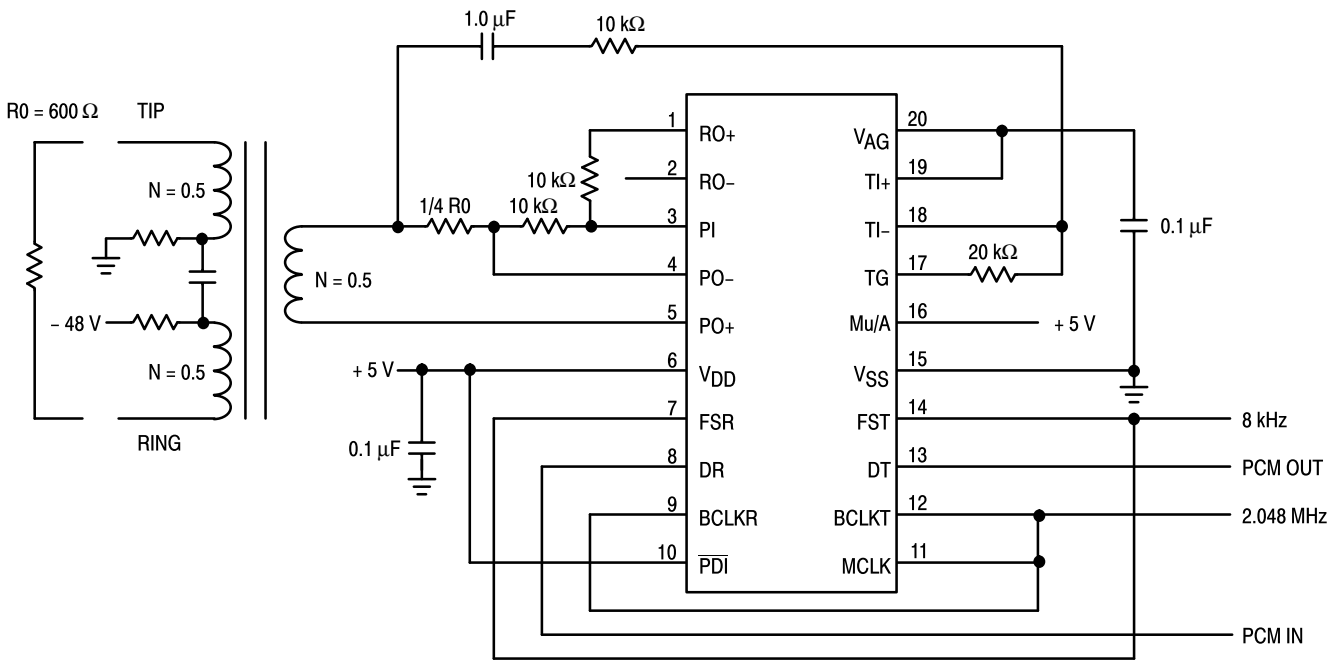 1.0 µF
10 kΩ
R0 = 600 Ω
TIP
N = 0.5
– 48 V
N = 0.5
RING
N = 0.5
1/4 R0
10 kΩ
10 kΩ
+ 5 V
0.1 µF
1 RO+
2 RO–
3 PI
4 PO–
5 PO+
6 VDD
7 FSR
8 DR
9 BCLKR
10 PDI
VAG 20
TI+ 19
TI– 18
TG 17
Mu/A 16
VSS 15
FST 14
DT 13
BCLKT 12
MCLK 11
20 kΩ
0.1 µF
+ 5 V
8 kHz
PCM OUT
2.048 MHz
PCM IN